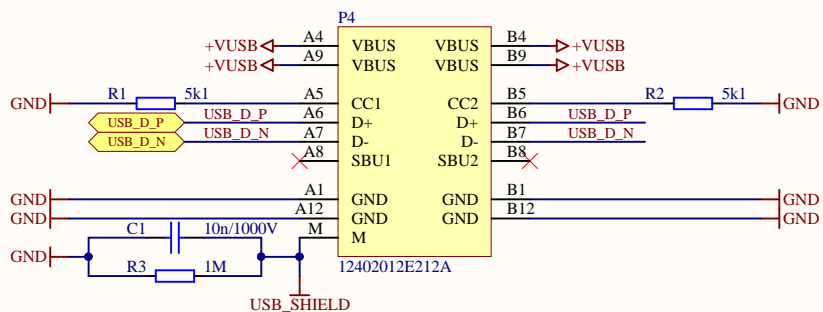 P4
+VUSB A4 VBUS VBUS B4 +VUSB
+VUSB A9 VBUS VBUS B9 +VUSB
GND R1 5k1 A5 CC1 CC2 B5 R2 5k1 GND
USB_D_P USB_D_P A6 D+ D+ B6 USB_D_P
USB_D_N USB_D_N A7 D- D- B7 USB_D_N
A8 SBU1 SBU2 B8
GND A1 GND GND B1 GND
GND A12 GND GND B12 GND
C1 10n/1000V M M
GND
R3 1M 12402012E212A
USB_SHIELD